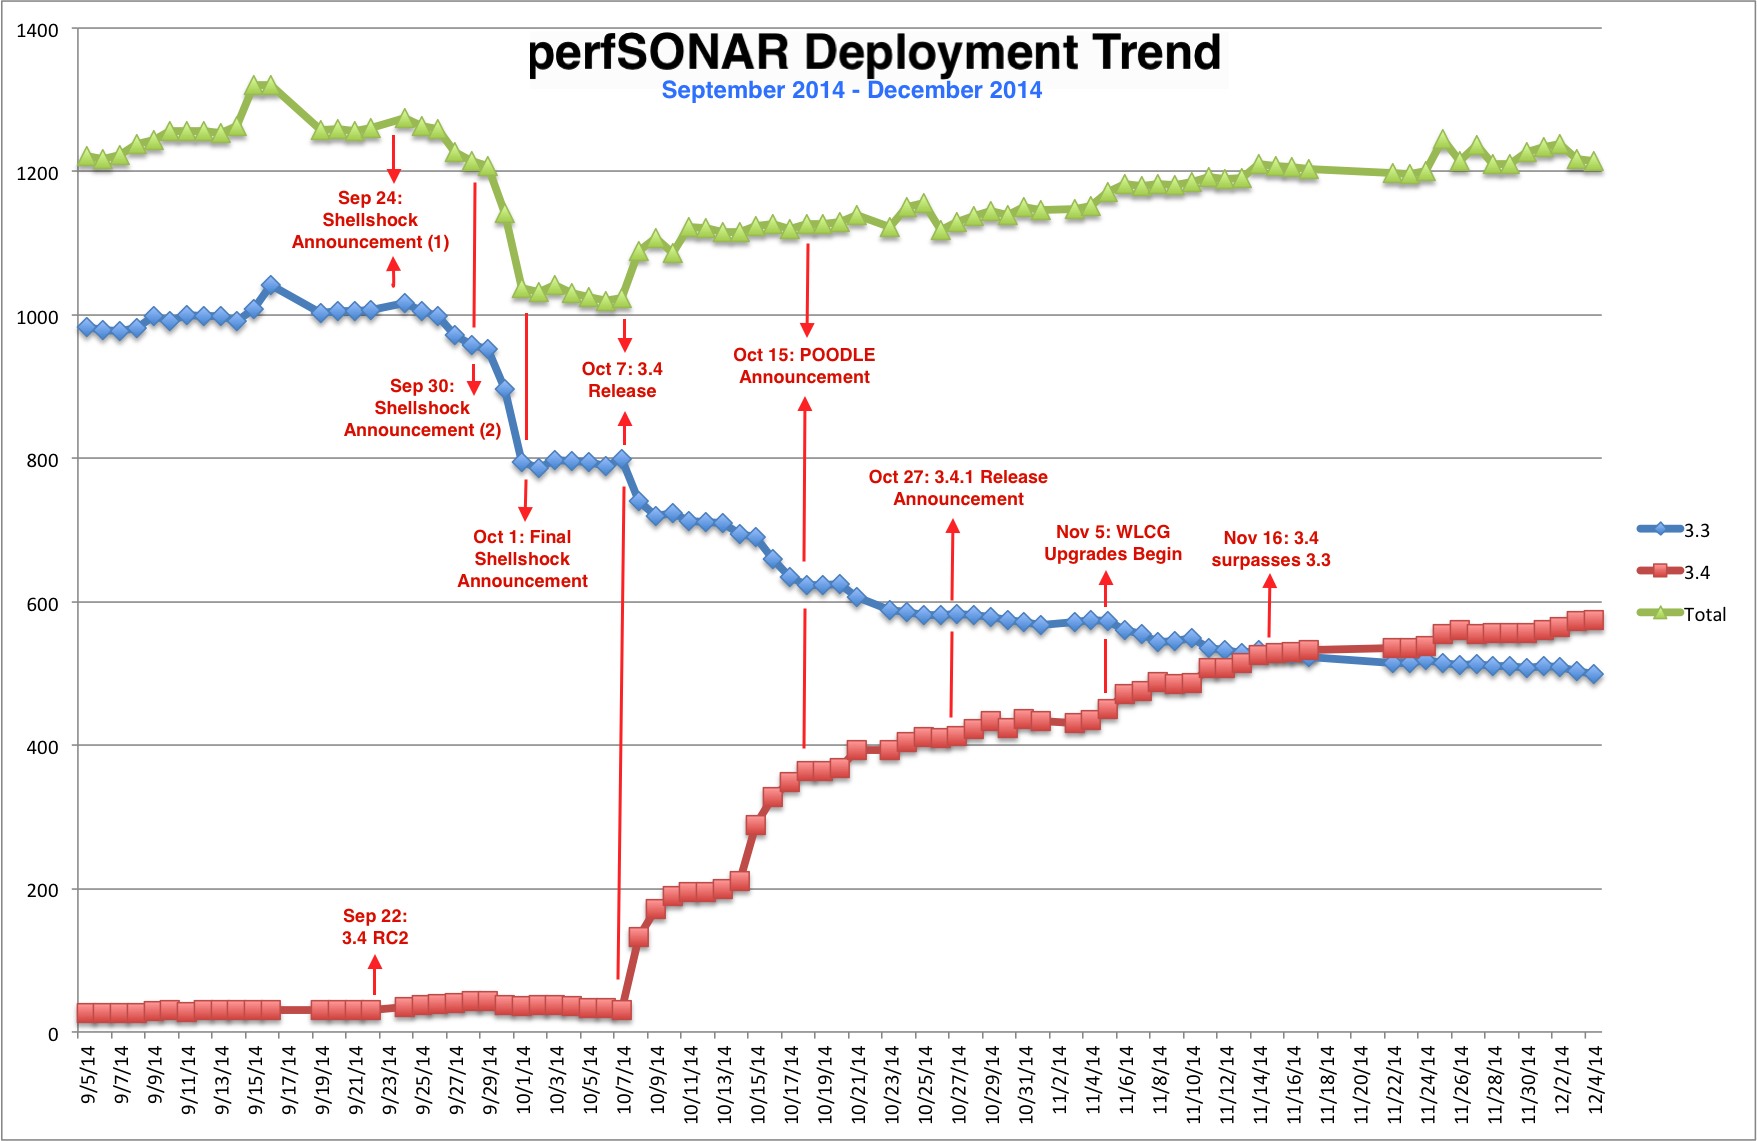 perfSONAR Deployment Trend
September 2014 - December 2014
1400
1200
1000
800
600
400
200
0
Sep 24:
Shellshock
Announcement (1)
Sep 30:
Shellshock
Announcement (2)
Oct 1: Final
Shellshock
Announcement
Oct 7: 3.4
Release
Oct 15: POODLE
Announcement
Oct 27: 3.4.1 Release
Announcement
Nov 5: WLCG
Upgrades Begin
Nov 16: 3.4
surpasses 3.3
Sep 22:
3.4 RC2
3.3
3.4
Total
9/5/14
9/7/14
9/9/14
9/11/14
9/13/14
9/15/14
9/17/14
9/19/14
9/21/14
9/23/14
9/25/14
9/27/14
9/29/14
10/1/14
10/3/14
10/5/14
10/7/14
10/9/14
10/11/14
10/13/14
10/15/14
10/17/14
10/19/14
10/21/14
10/23/14
10/25/14
10/27/14
10/29/14
10/31/14
11/2/14
11/4/14
11/6/14
11/8/14
11/10/14
11/12/14
11/14/14
11/16/14
11/18/14
11/20/14
11/22/14
11/24/14
11/26/14
11/28/14
11/30/14
12/2/14
12/4/14